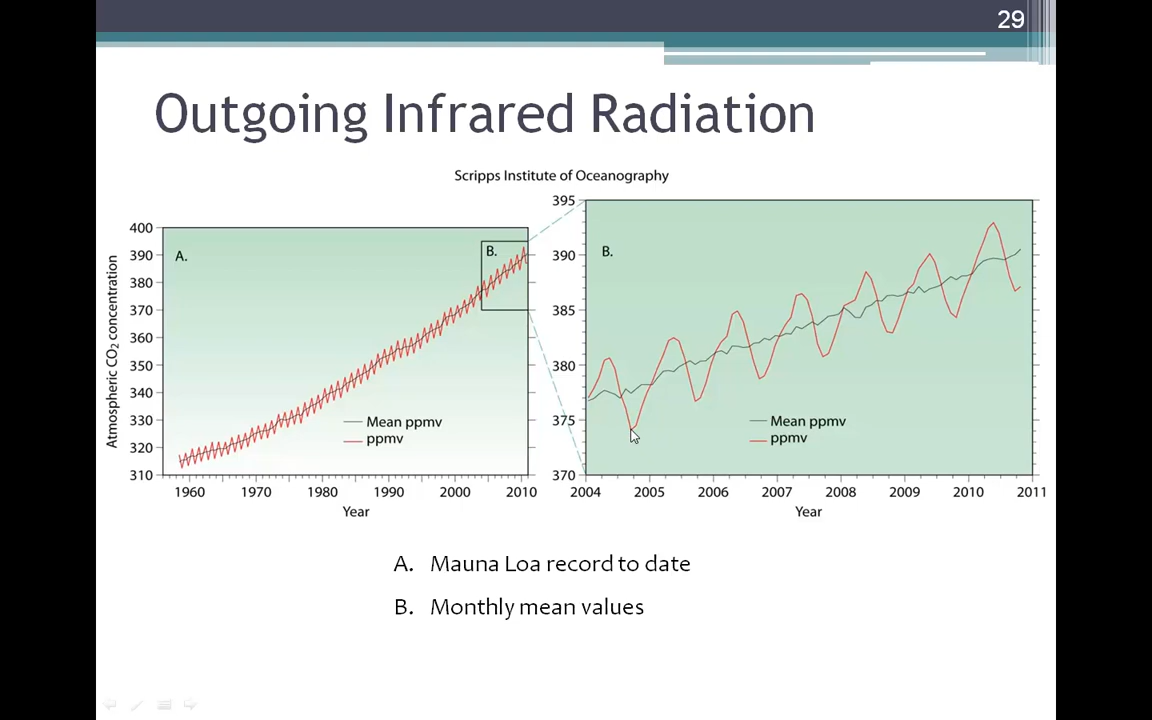 29
Outgoing Infrared Radiation
Scripps Institute of Oceanography
Atmospheric CO₂ concentration
400
390
380
370
360
350
340
330
320
310
A.
B.
Mean ppmv
ppmv
1960 1970 1980 1990 2000 2010
Year
395
390
385
380
375
370
B.
Mean ppmv
ppmv
2004 2005 2006 2007 2008 2009 2010 2011
Year
A. Mauna Loa record to date
B. Monthly mean values